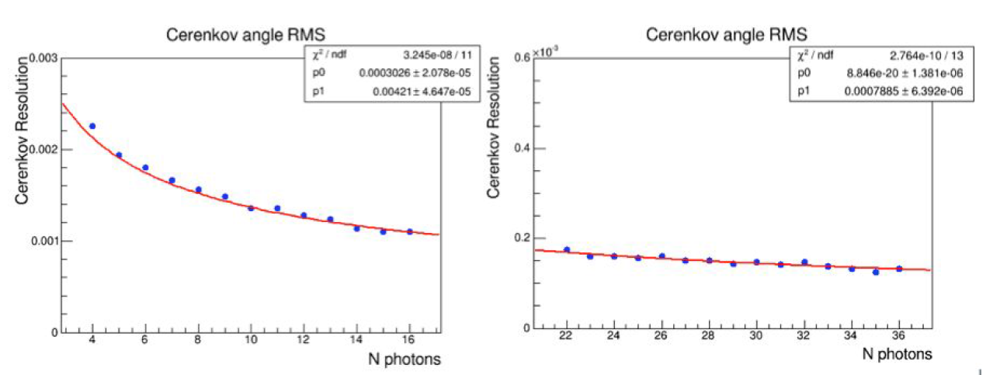 Cerenkov angle RMS
χ² / ndf 3.245e-08 / 11
p0 0.0003026 ± 2.078e-05
p1 0.00421 ± 4.647e-05
Cerenkov Resolution
0.003
0.002
0.001
0
4 6 8 10 12 14 16
N photons
Cerenkov angle RMS
×10⁻³
χ² / ndf 2.764e-10 / 13
p0 8.846e-20 ± 1.381e-06
p1 0.0007885 ± 6.392e-06
Cerenkov Resolution
0.6
0.4
0.2
0
22 24 26 28 30 32 34 36
N photons